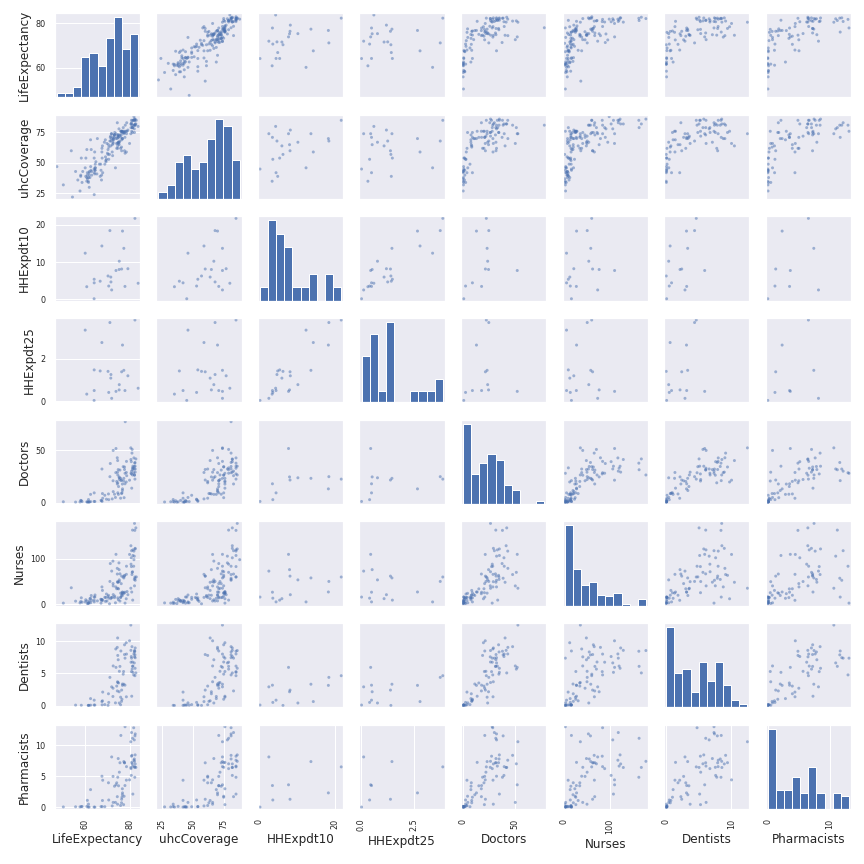 LifeExpectancy
80
60
uhcCoverage
75
50
25
HHExpdt10
20
10
0
HHExpdt25
2
0
Doctors
50
0
Nurses
100
0
Dentists
10
5
0
Pharmacists
10
5
0
60 80 25 50 75 0 20 0.0 2.5 0 50 0 100 0 10 0 10
LifeExpectancy uhcCoverage HHExpdt10 HHExpdt25 Doctors Nurses Dentists Pharmacists